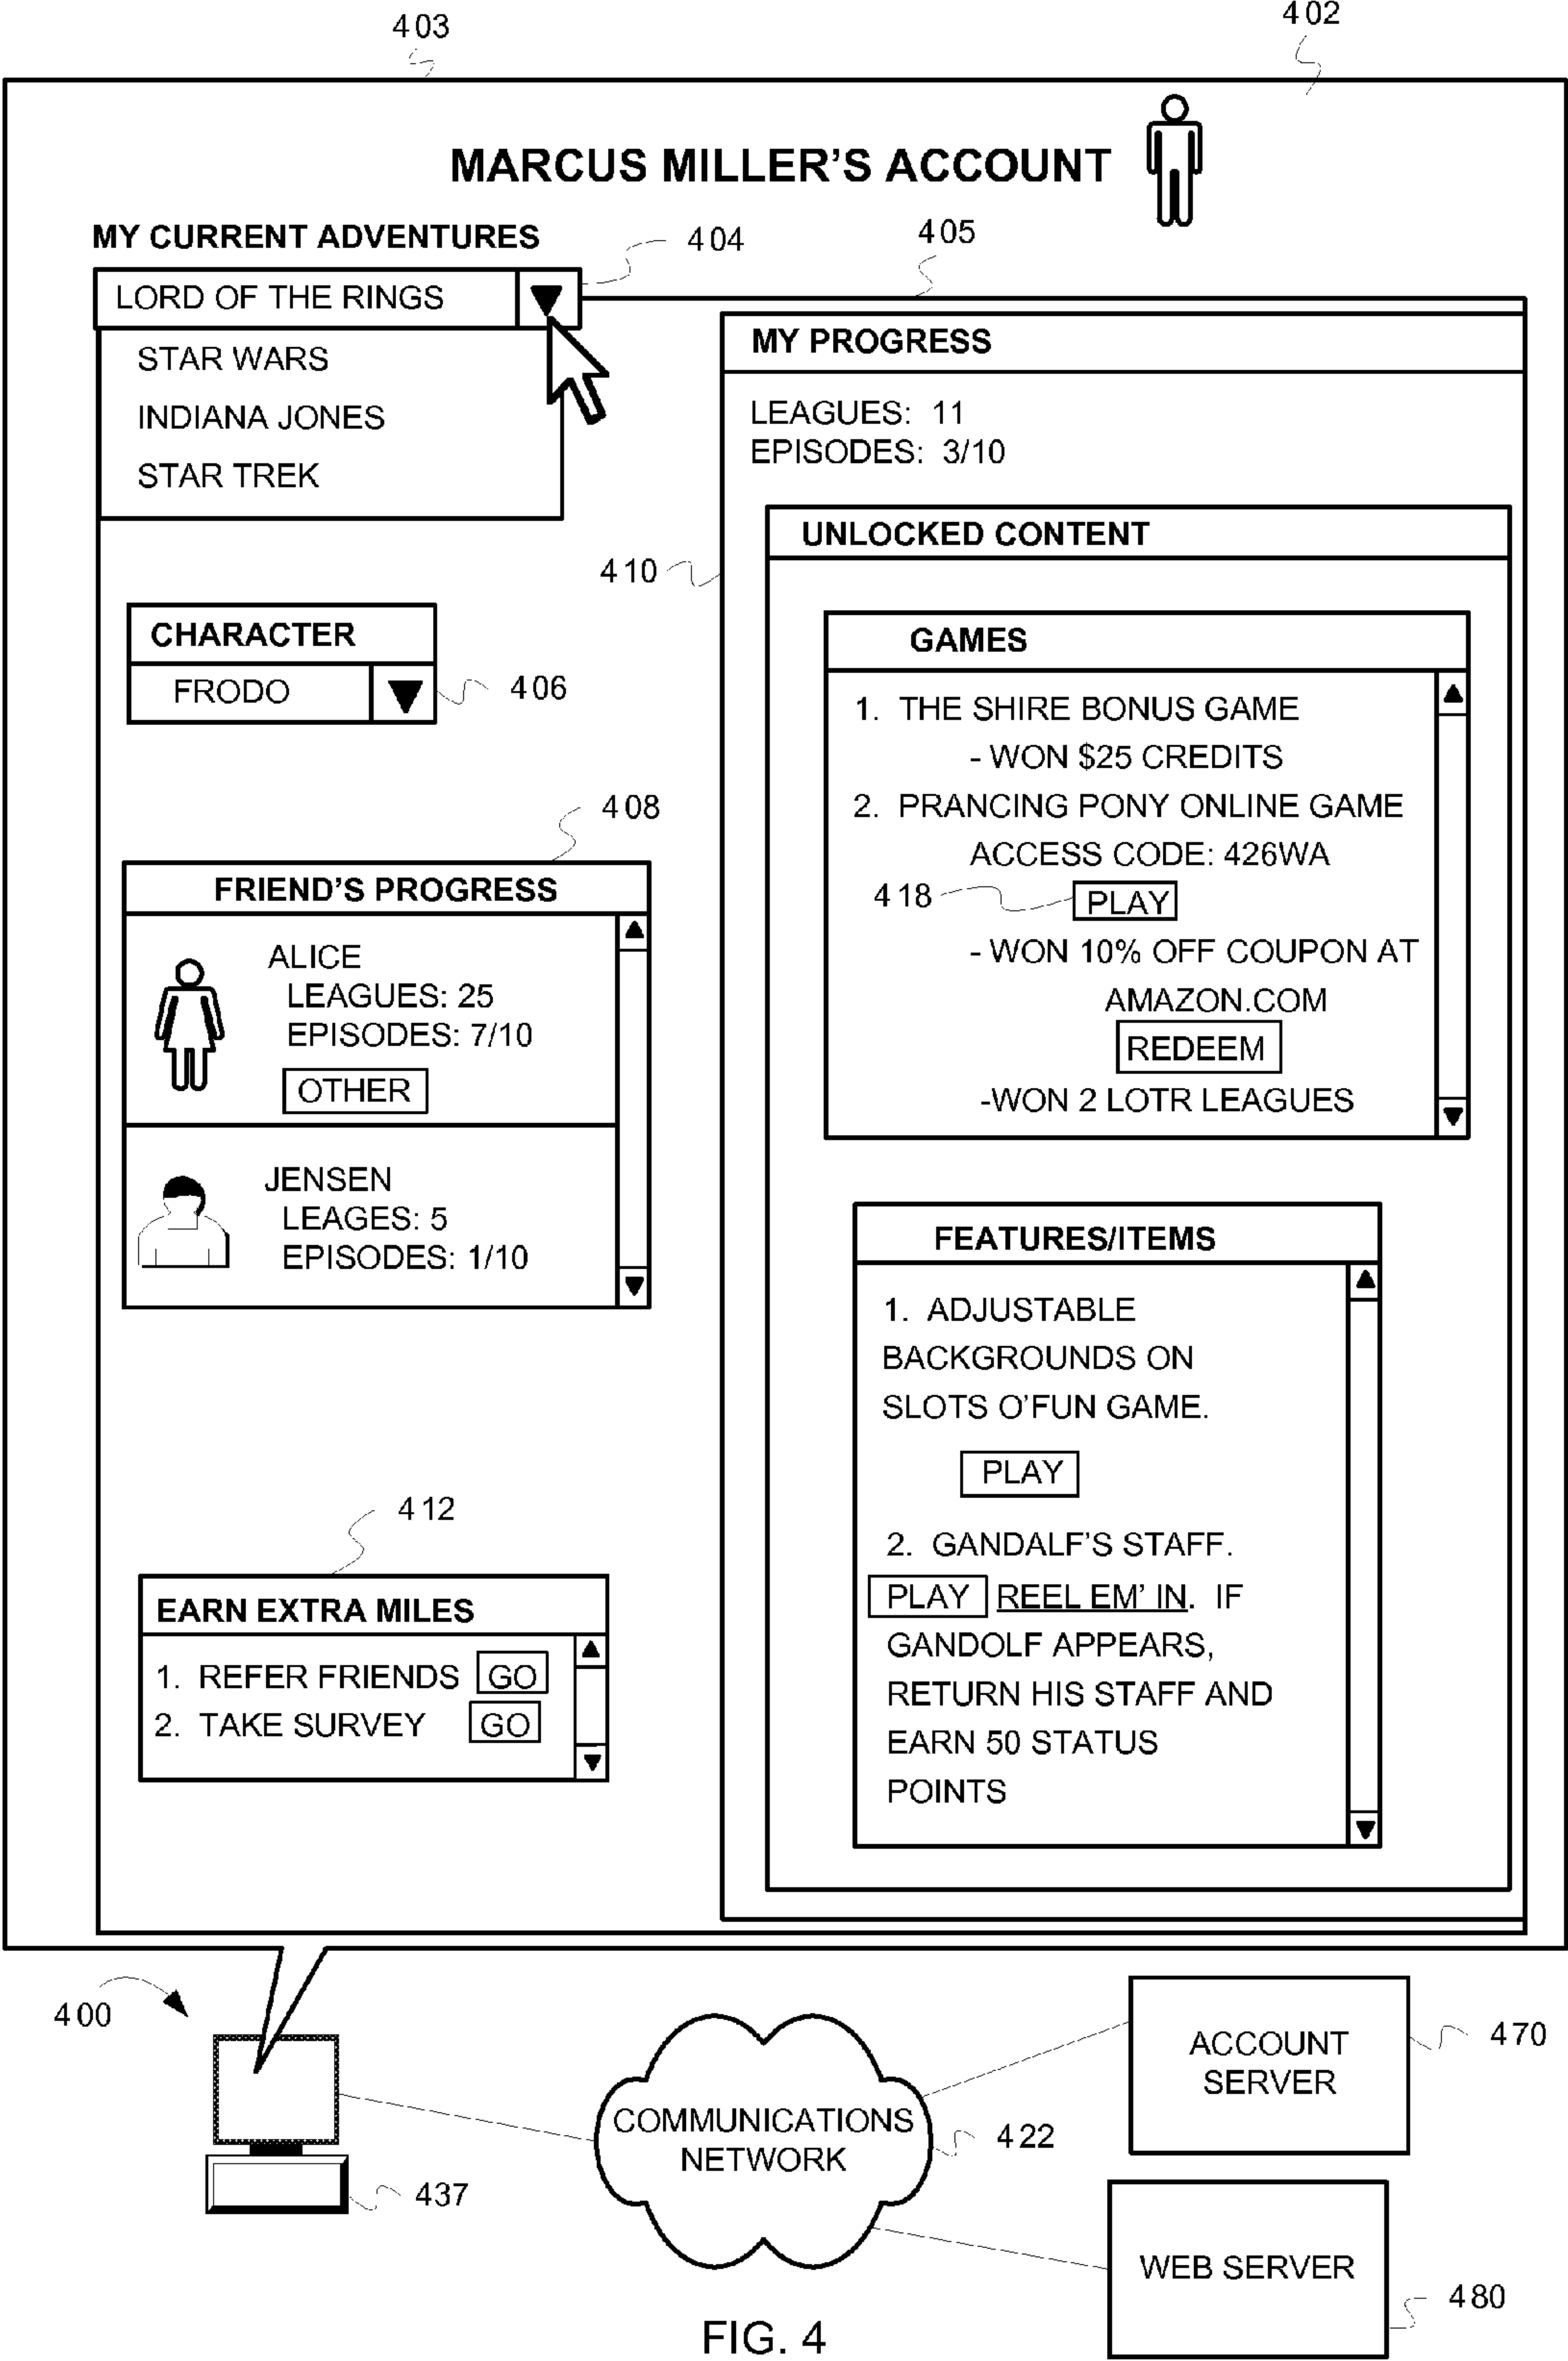 403
402
MARCUS MILLER'S ACCOUNT
MY CURRENT ADVENTURES
404
405
LORD OF THE RINGS
STAR WARS
INDIANA JONES
STAR TREK
CHARACTER
FRODO
406
408
FRIEND'S PROGRESS
ALICE
LEAGUES: 25
EPISODES: 7/10
OTHER
JENSEN
LEAGES: 5
EPISODES: 1/10
412
EARN EXTRA MILES
1. REFER FRIENDS GO
2. TAKE SURVEY GO
MY PROGRESS
LEAGUES: 11
EPISODES: 3/10
410
UNLOCKED CONTENT
GAMES
1. THE SHIRE BONUS GAME
- WON $25 CREDITS
2. PRANCING PONY ONLINE GAME
ACCESS CODE: 426WA
418
PLAY
- WON 10% OFF COUPON AT
AMAZON.COM
REDEEM
-WON 2 LOTR LEAGUES
FEATURES/ITEMS
1. ADJUSTABLE
BACKGROUNDS ON
SLOTS O'FUN GAME.
PLAY
2. GANDALF'S STAFF.
PLAY REEL EM' IN. IF
GANDOLF APPEARS,
RETURN HIS STAFF AND
EARN 50 STATUS
POINTS
400
437
COMMUNICATIONS
NETWORK
422
ACCOUNT
SERVER
470
WEB SERVER
480
FIG. 4